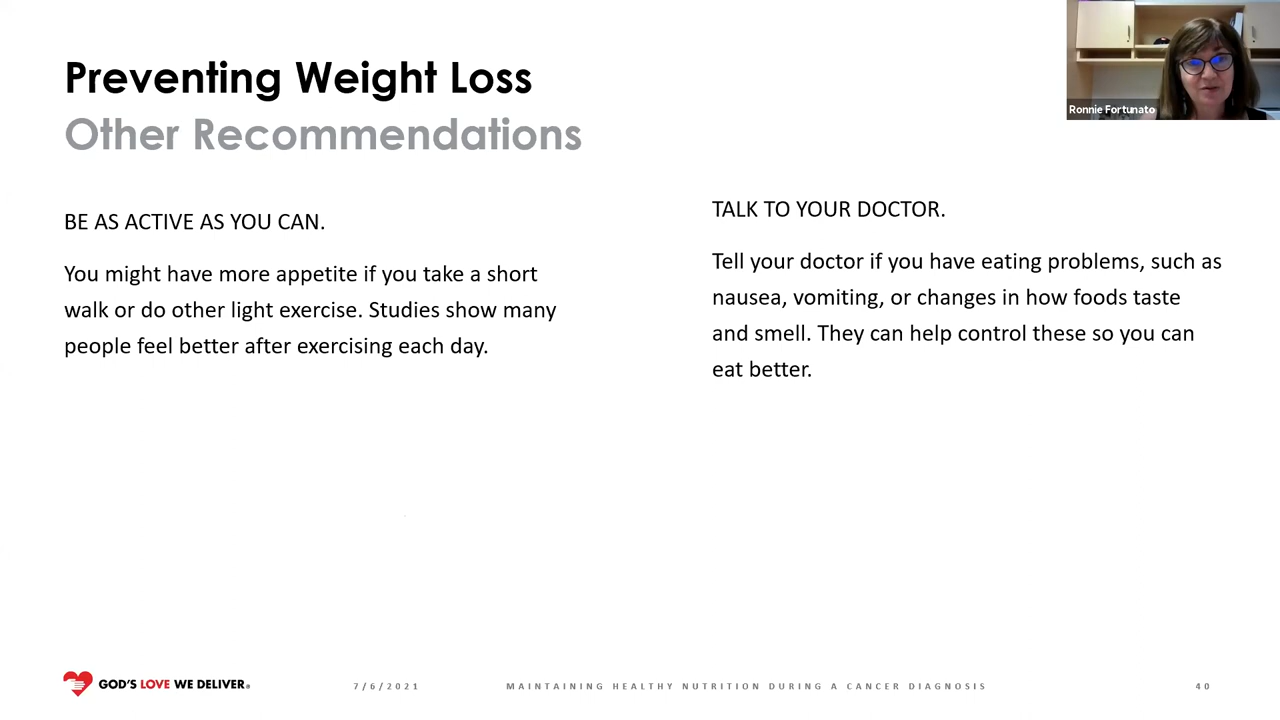 Preventing Weight Loss
Other Recommendations
Ronnie Fortunato
BE AS ACTIVE AS YOU CAN.
You might have more appetite if you take a short
walk or do other light exercise. Studies show many
people feel better after exercising each day.
TALK TO YOUR DOCTOR.
Tell your doctor if you have eating problems, such as
nausea, vomiting, or changes in how foods taste
and smell. They can help control these so you can
eat better.
GOD'S LOVE WE DELIVER®
7/6/2021
MAINTAINING HEALTHY NUTRITION DURING A CANCER DIAGNOSIS
40